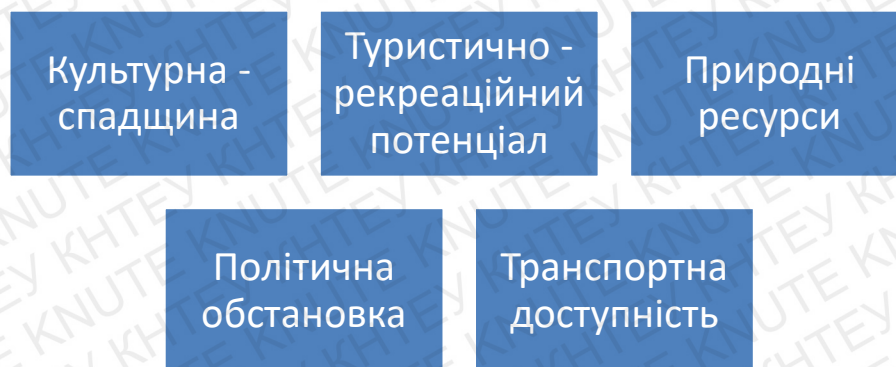 Культурна -
спадщина
Туристично -
рекреаційний
потенціал
Природні
ресурси
Політична
обстановка
Транспортна
доступність